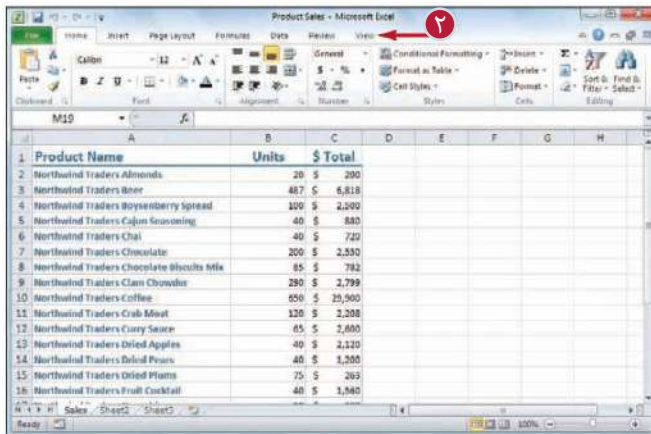 Product Sales - Microsoft Excel
٢
File Home Insert Page Layout Formulas Data Review View
Calibri 12 A A General Conditional Formatting Insert Σ
Paste B I U A $ % , Format as Table Delete Sort & Find &
Cell Styles Format Filter Select
Clipboard Font Alignment Number Styles Cells Editing
M19 fx
A B C D E F G H
1 Product Name Units $ Total
2 Northwind Traders Almonds 20 $ 200
3 Northwind Traders Beer 487 $ 6,818
4 Northwind Traders Boysenberry Spread 100 $ 2,500
5 Northwind Traders Cajun Seasoning 40 $ 880
6 Northwind Traders Chai 40 $ 720
7 Northwind Traders Chocolate 200 $ 2,550
8 Northwind Traders Chocolate Biscuits Mix 85 $ 782
9 Northwind Traders Clam Chowder 290 $ 2,799
10 Northwind Traders Coffee 650 $ 29,900
11 Northwind Traders Crab Meat 120 $ 2,208
12 Northwind Traders Curry Sauce 65 $ 2,600
13 Northwind Traders Dried Apples 40 $ 2,120
14 Northwind Traders Dried Pears 40 $ 1,200
15 Northwind Traders Dried Plums 75 $ 263
16 Northwind Traders Fruit Cocktail 40 $ 1,560
Sales Sheet2 Sheet3
Ready 100%